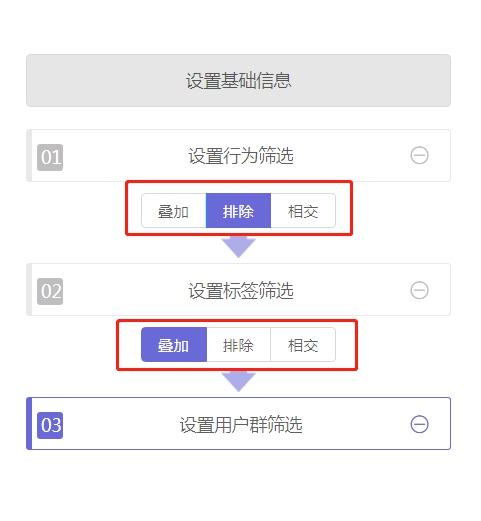 设置基础信息
01 设置行为筛选
叠加 排除 相交
02 设置标签筛选
叠加 排除 相交
03 设置用户群筛选